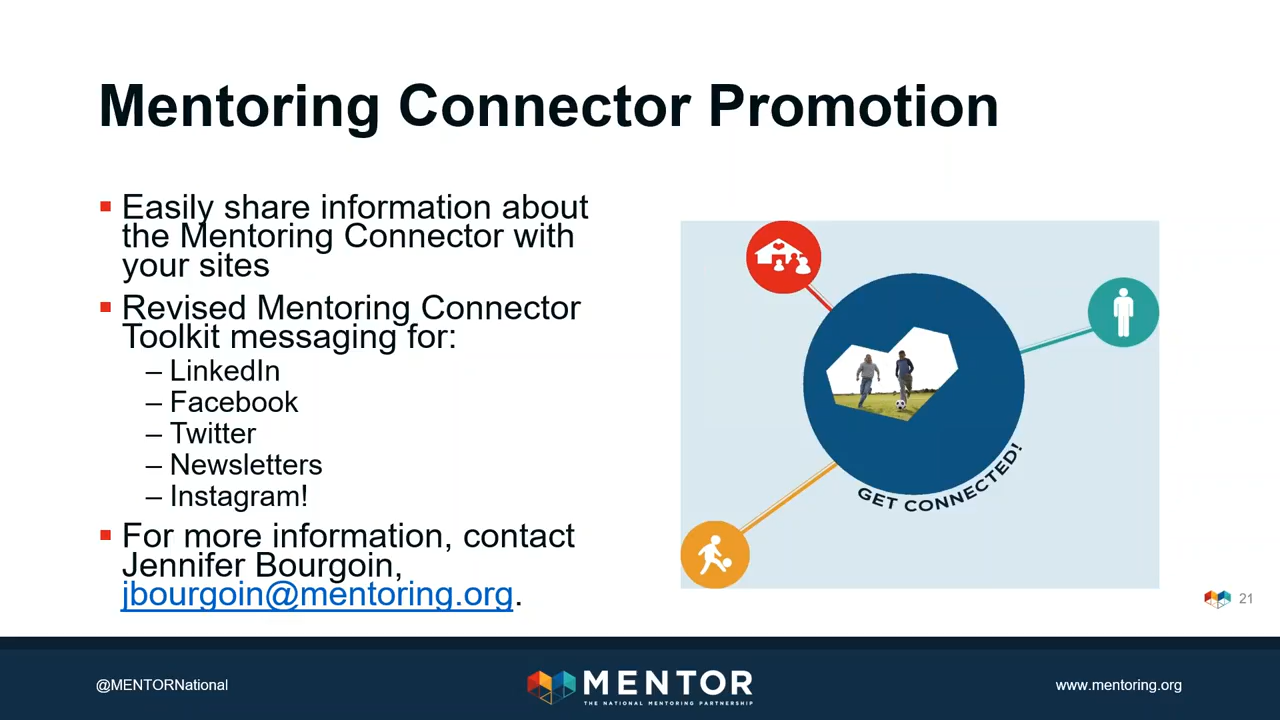 Mentoring Connector Promotion
Easily share information about
the Mentoring Connector with
your sites
Revised Mentoring Connector
Toolkit messaging for:
– LinkedIn
– Facebook
– Twitter
– Newsletters
– Instagram!
For more information, contact
Jennifer Bourgoin,
jbourgoin@mentoring.org.
GET CONNECTED!
21
@MENTORNational
MENTOR
THE NATIONAL MENTORING PARTNERSHIP
www.mentoring.org